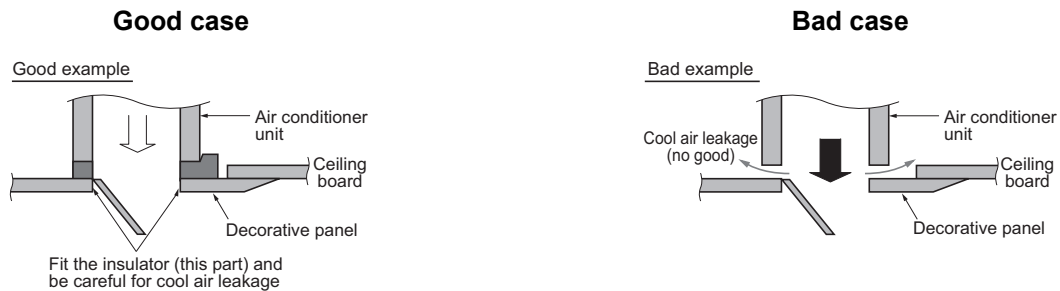 Good case
Good example
Air conditioner
unit
Ceiling
board
Decorative panel
Fit the insulator (this part) and
be careful for cool air leakage
Bad case
Bad example
Cool air leakage
(no good)
Air conditioner
unit
Ceiling
board
Decorative panel